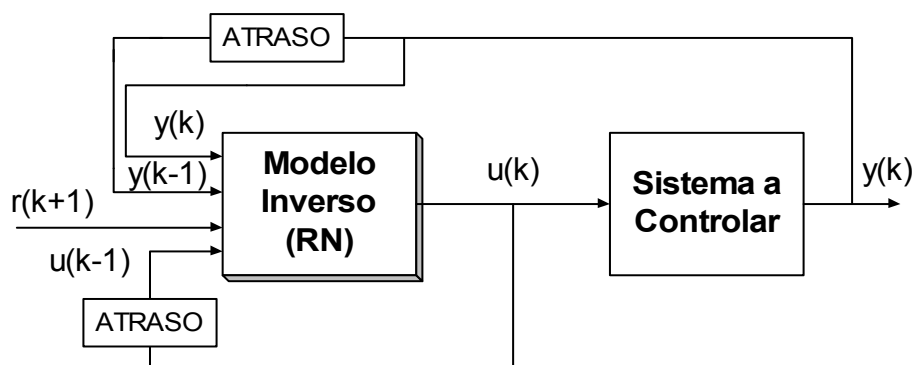 ATRASO
y(k)
y(k-1)
r(k+1)
u(k-1)
ATRASO
Modelo
Inverso
(RN)
u(k)
Sistema a
Controlar
y(k)